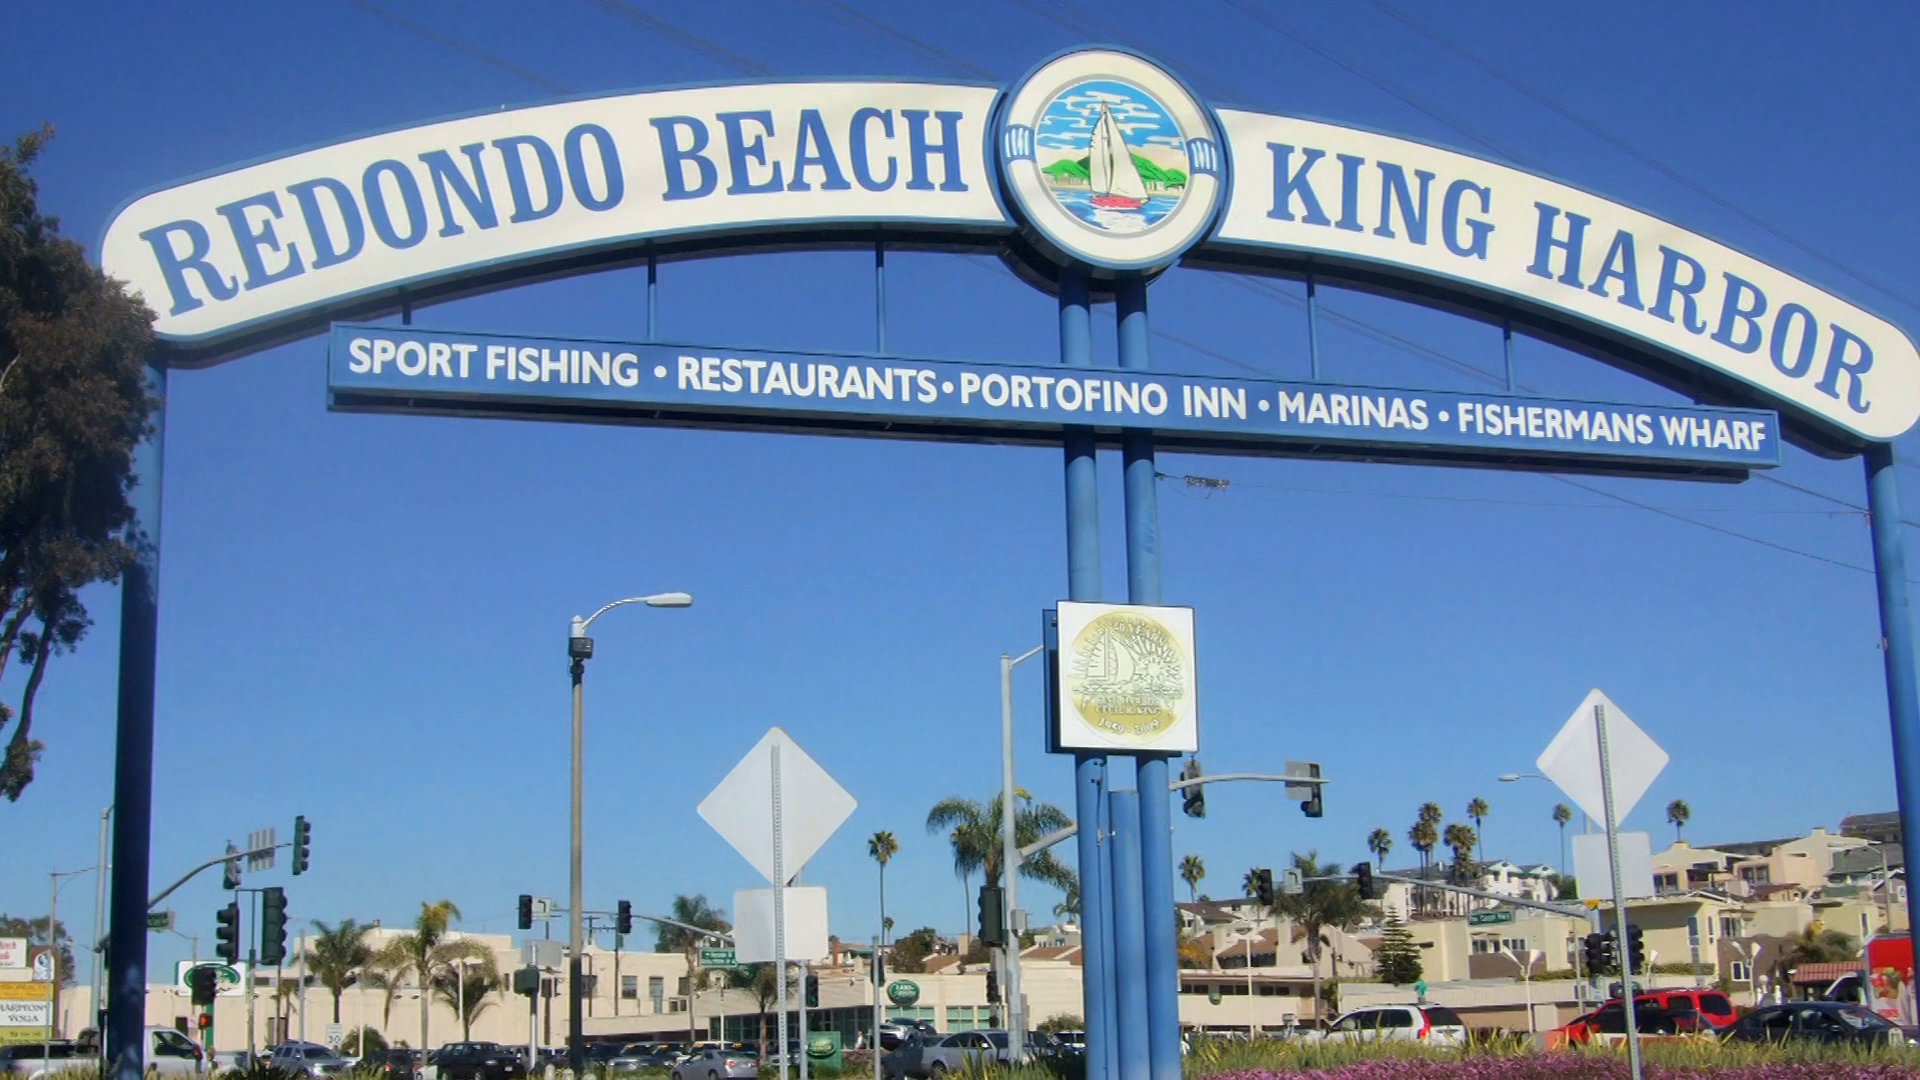 REDONDO BEACH KING HARBOR
SPORT FISHING • RESTAURANTS • PORTOFINO INN • MARINAS • FISHERMANS WHARF